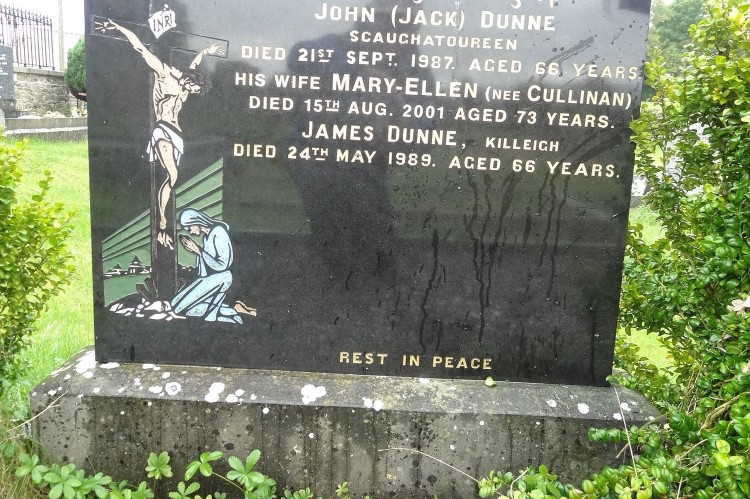 INRI
JOHN (JACK) DUNNE
SCAUGHATOUREEN
DIED 21ST SEPT. 1987. AGED 66 YEARS.
HIS WIFE MARY-ELLEN (NEE CULLINAN)
DIED 15TH AUG. 2001 AGED 73 YEARS.
JAMES DUNNE, KILLEIGH
DIED 24TH MAY 1989. AGED 66 YEARS.
REST IN PEACE